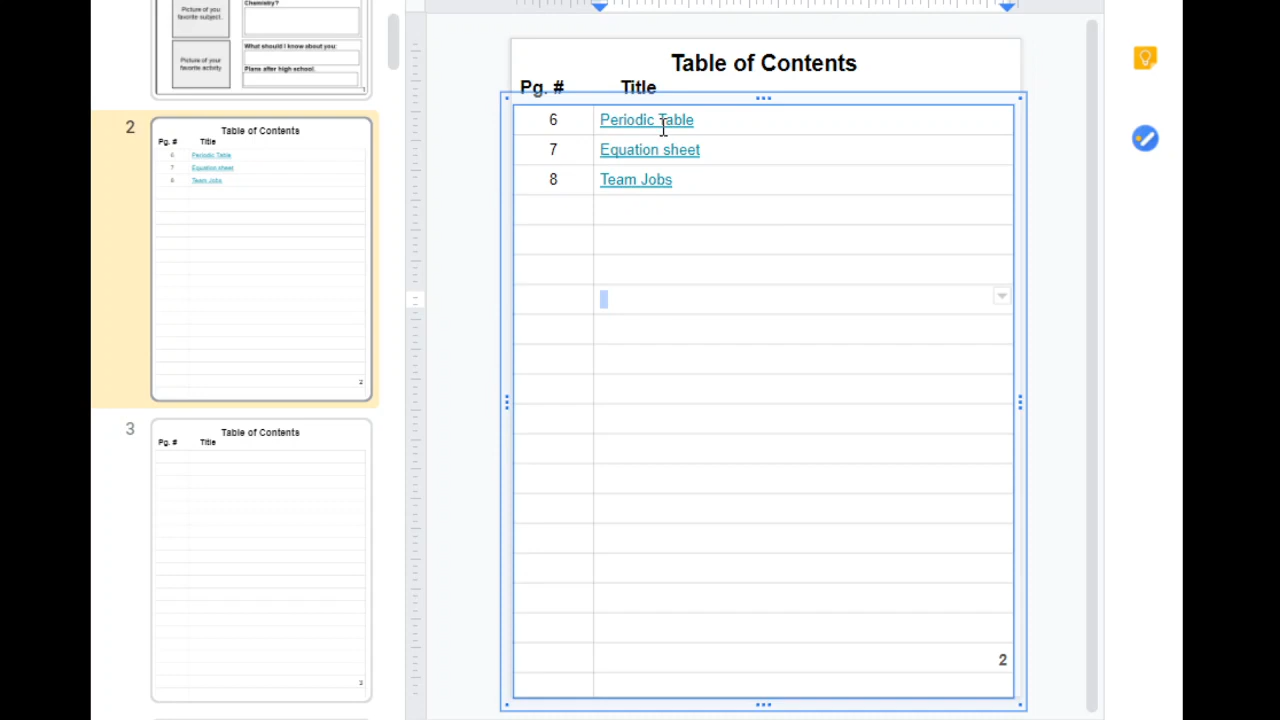 Picture of you
favorite subject.
Chemistry?
What should I know about you:
Picture of your
favorite activity
Plans after high school.
1
2
Table of Contents
Pg. # Title
6 Periodic Table
7 Equation sheet
8 Team Jobs
2
3
Table of Contents
Pg. # Title
3
Table of Contents
Pg. # Title
6 Periodic Table
7 Equation sheet
8 Team Jobs
2